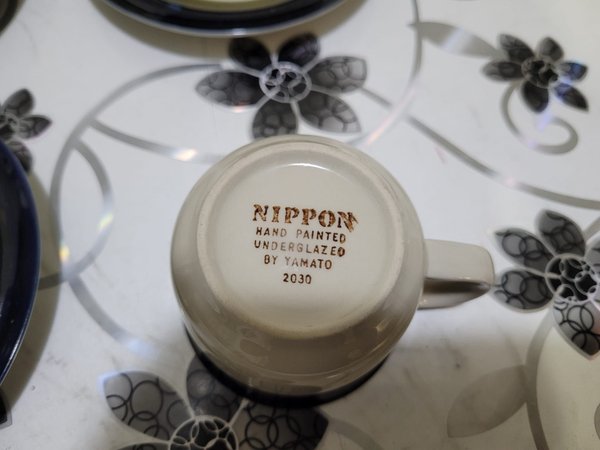 NIPPON
HAND PAINTED
UNDERGLAZED
BY YAMATO
2030